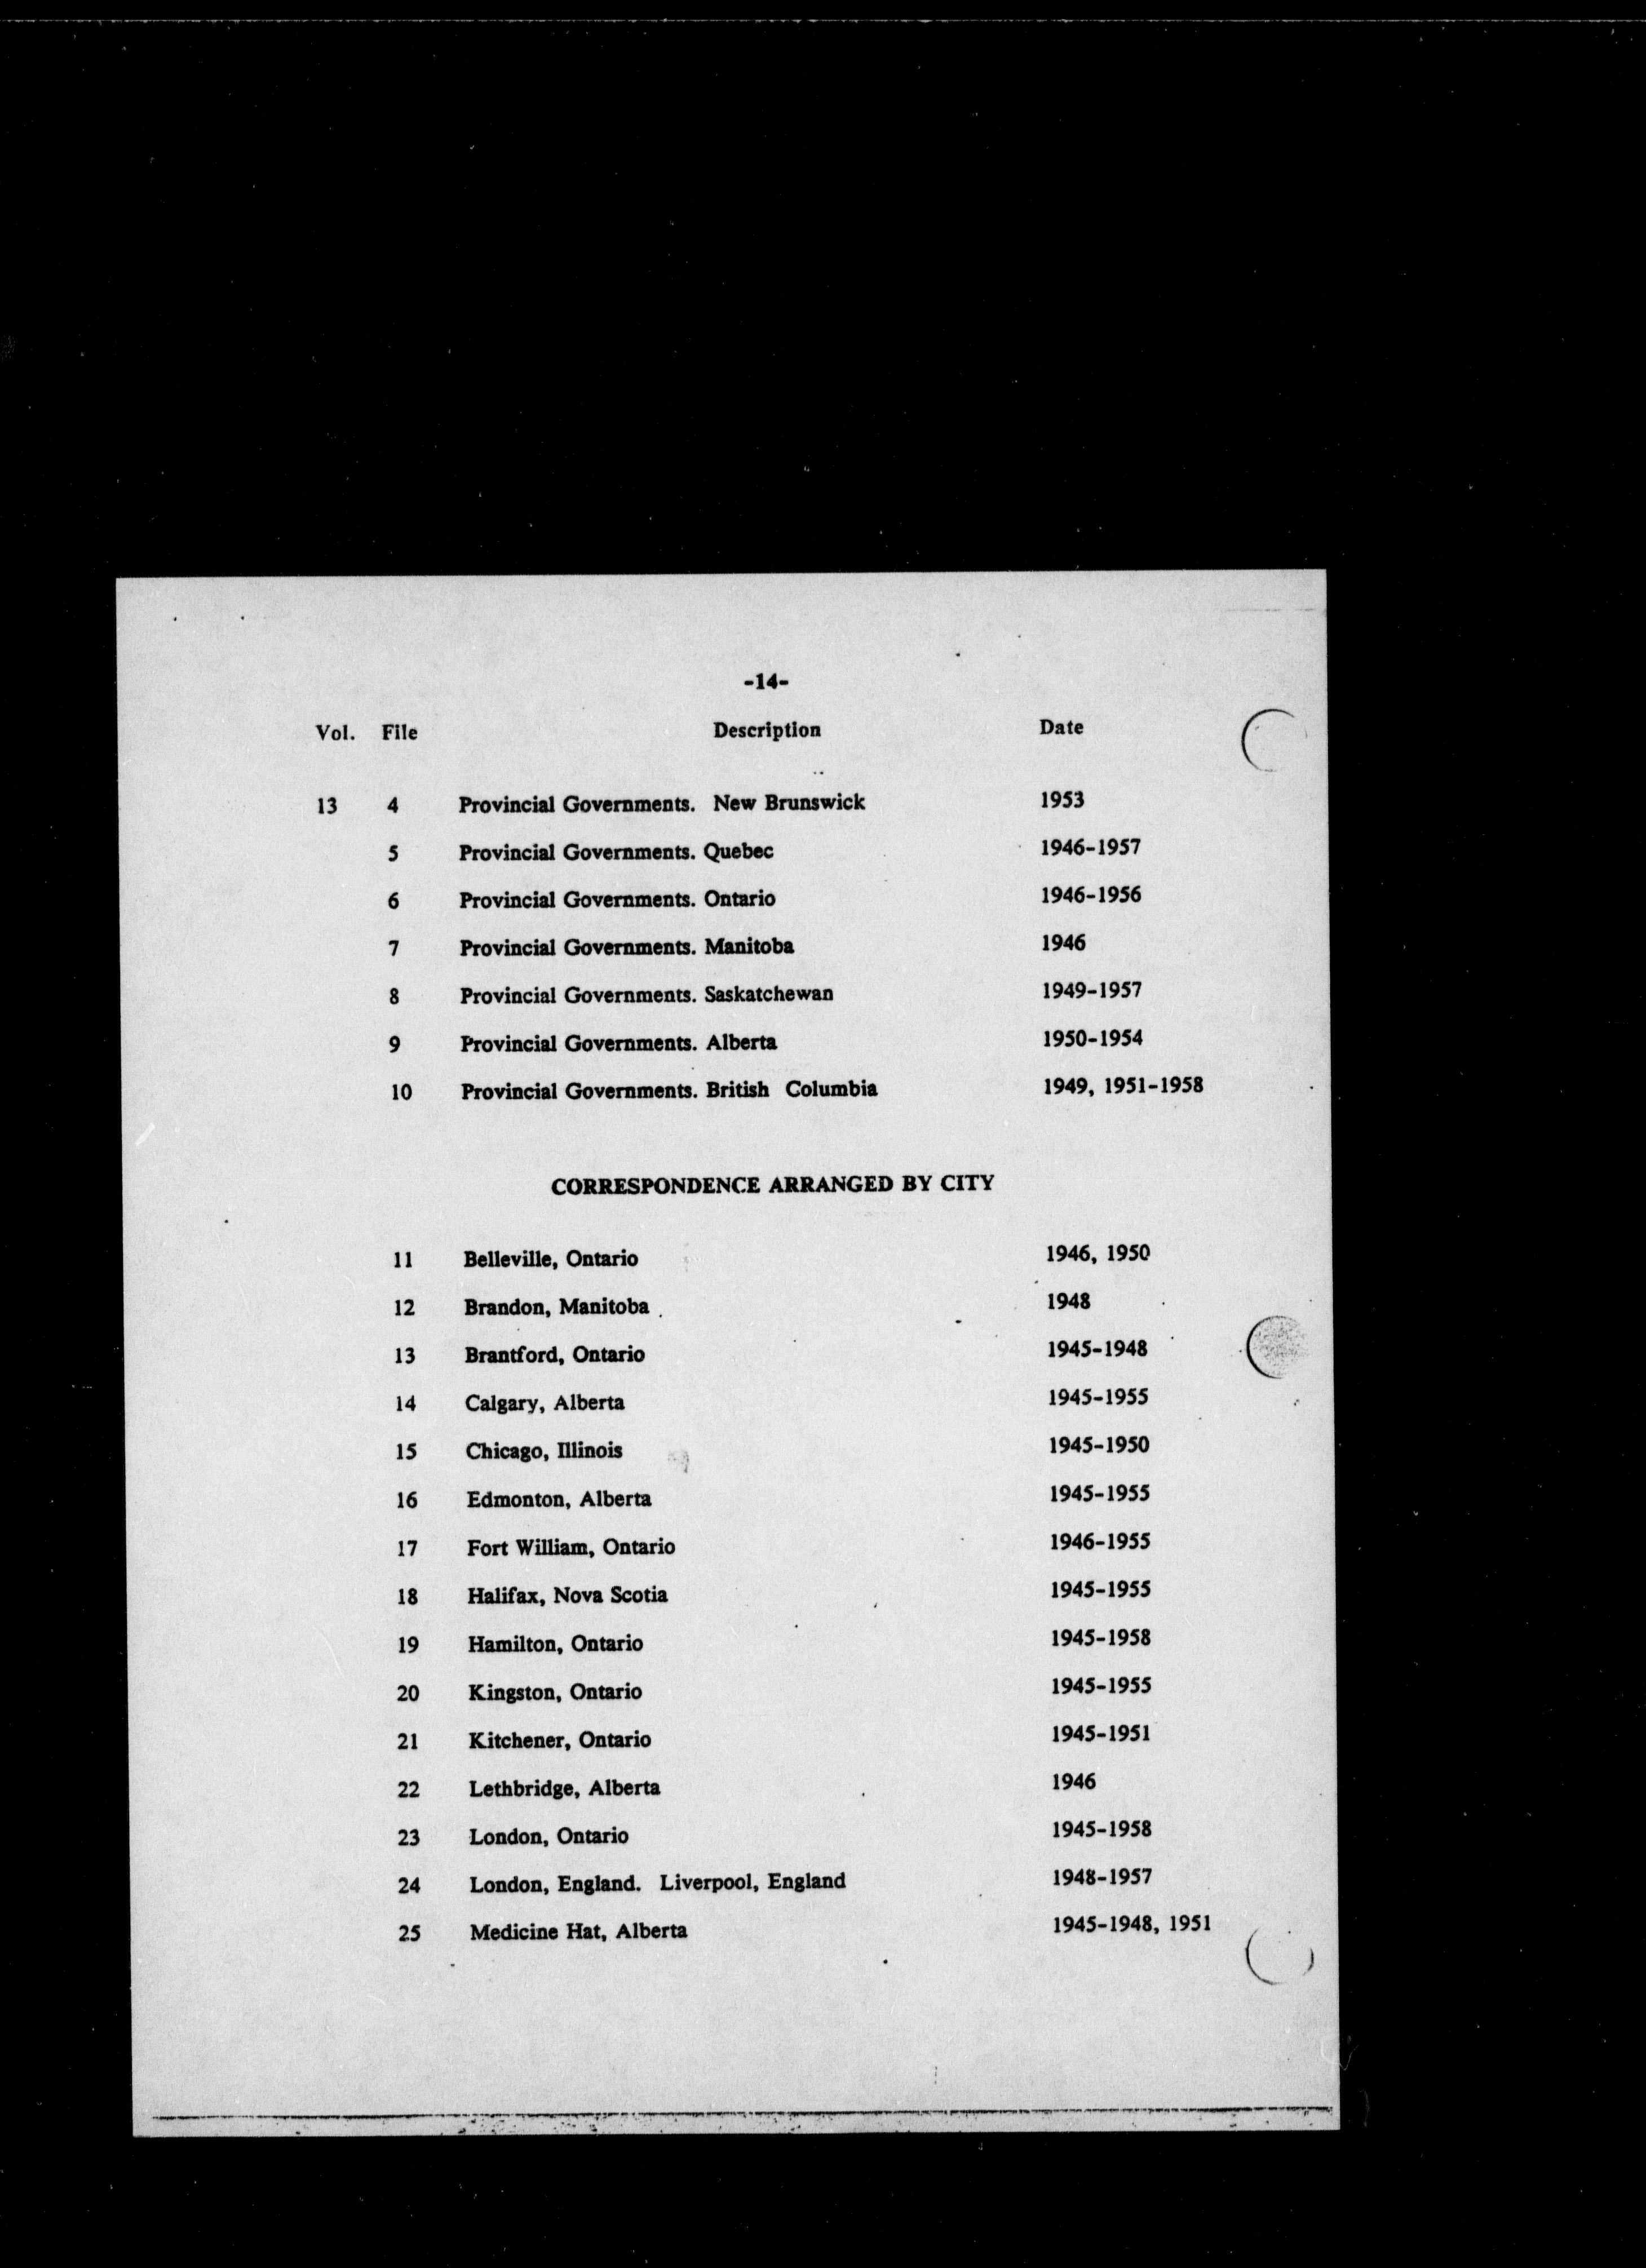 -14-
Vol. File Description Date
13 4 Provincial Governments. New Brunswick 1953
5 Provincial Governments. Quebec 1946-1957
6 Provincial Governments. Ontario 1946-1956
7 Provincial Governments. Manitoba 1946
8 Provincial Governments. Saskatchewan 1949-1957
9 Provincial Governments. Alberta 1950-1954
10 Provincial Governments. British Columbia 1949, 1951-1958
CORRESPONDENCE ARRANGED BY CITY
11 Belleville, Ontario 1946, 1950
12 Brandon, Manitoba 1948
13 Brantford, Ontario 1945-1948
14 Calgary, Alberta 1945-1955
15 Chicago, Illinois 1945-1950
16 Edmonton, Alberta 1945-1955
17 Fort William, Ontario 1946-1955
18 Halifax, Nova Scotia 1945-1955
19 Hamilton, Ontario 1945-1958
20 Kingston, Ontario 1945-1955
21 Kitchener, Ontario 1945-1951
22 Lethbridge, Alberta 1946
23 London, Ontario 1945-1958
24 London, England. Liverpool, England 1948-1957
25 Medicine Hat, Alberta 1945-1948, 1951